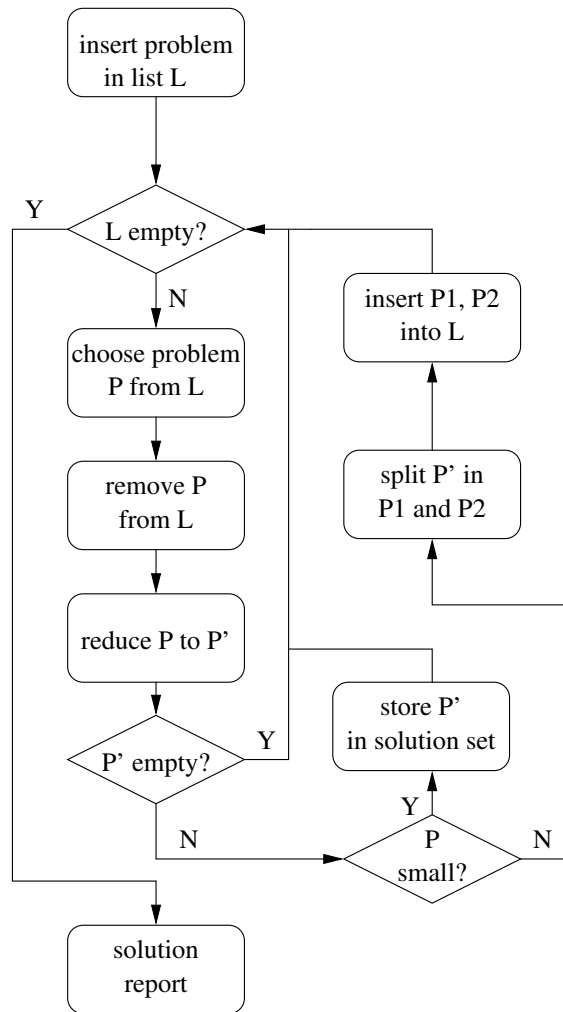 insert problem
in list L
Y
L empty?
N
insert P1, P2
into L
choose problem
P from L
split P' in
P1 and P2
remove P
from L
reduce P to P'
store P'
in solution set
P' empty?
Y
Y
N
P
small?
N
solution
report